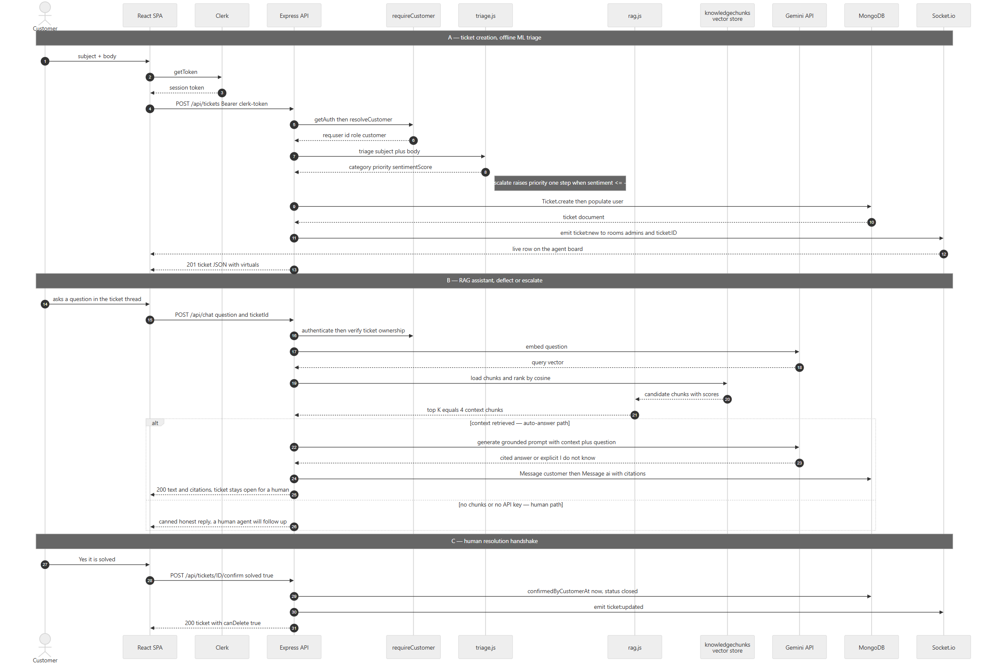 Customer
React SPA
Clerk
Express API
requireCustomer
triage.js
rag.js
knowledgechunks
vector store
Gemini API
MongoDB
Socket.io
A — ticket creation, offline ML triage
1
subject + body
2
getToken
3
session token
4
POST /api/tickets Bearer clerk-token
5
getAuth then resolveCustomer
6
req.user id role customer
7
triage subject plus body
8
category priority sentimentScore
scalate raises priority one step when sentiment <= -
9
Ticket.create then populate user
10
ticket document
11
emit ticket:new to rooms admins and ticket:ID
12
live row on the agent board
13
201 ticket JSON with virtuals
B — RAG assistant, deflect or escalate
14
asks a question in the ticket thread
15
POST /api/chat question and ticketId
16
authenticate then verify ticket ownership
17
embed question
18
query vector
19
load chunks and rank by cosine
20
candidate chunks with scores
21
top K equals 4 context chunks
alt
[context retrieved — auto-answer path]
22
generate grounded prompt with context plus question
23
cited answer or explicit I do not know
24
Message customer then Message ai with citations
25
200 text and citations, ticket stays open for a human
[no chunks or no API key — human path]
26
canned honest reply, a human agent will follow up
C — human resolution handshake
27
Yes it is solved
28
POST /api/tickets/ID/confirm solved true
29
confirmedByCustomerAt now, status closed
30
emit ticket:updated
31
200 ticket with canDelete true
Customer
React SPA
Clerk
Express API
requireCustomer
triage.js
rag.js
knowledgechunks
vector store
Gemini API
MongoDB
Socket.io